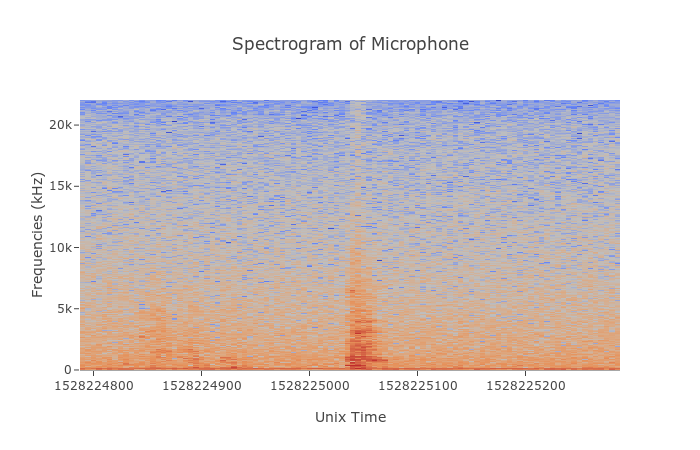 Spectrogram of Microphone
Frequencies (kHz)
20k
15k
10k
5k
0
1528224800 1528224900 1528225000 1528225100 1528225200
Unix Time